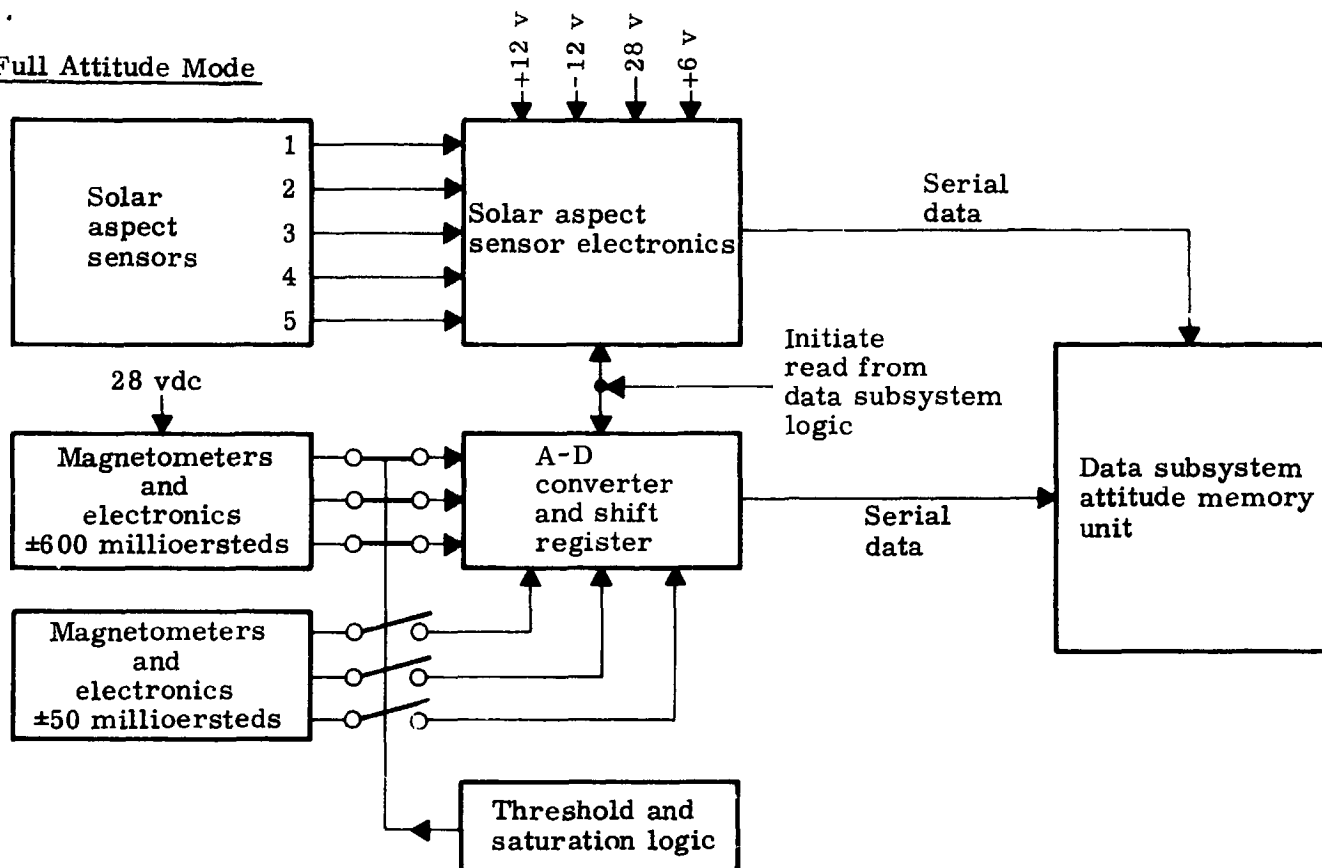 Full Attitude Mode
+12 v
-12 v
-28 v
+6 v
Solar
aspect
sensors
1
2
3
4
5
Solar aspect
sensor electronics
Serial
data
Initiate
read from
data subsystem
logic
28 vdc
Magnetometers
and
electronics
±600 millioersteds
A-D
converter
and shift
register
Serial
data
Data subsystem
attitude memory
unit
Magnetometers
and
electronics
±50 millioersteds
Threshold and
saturation logic